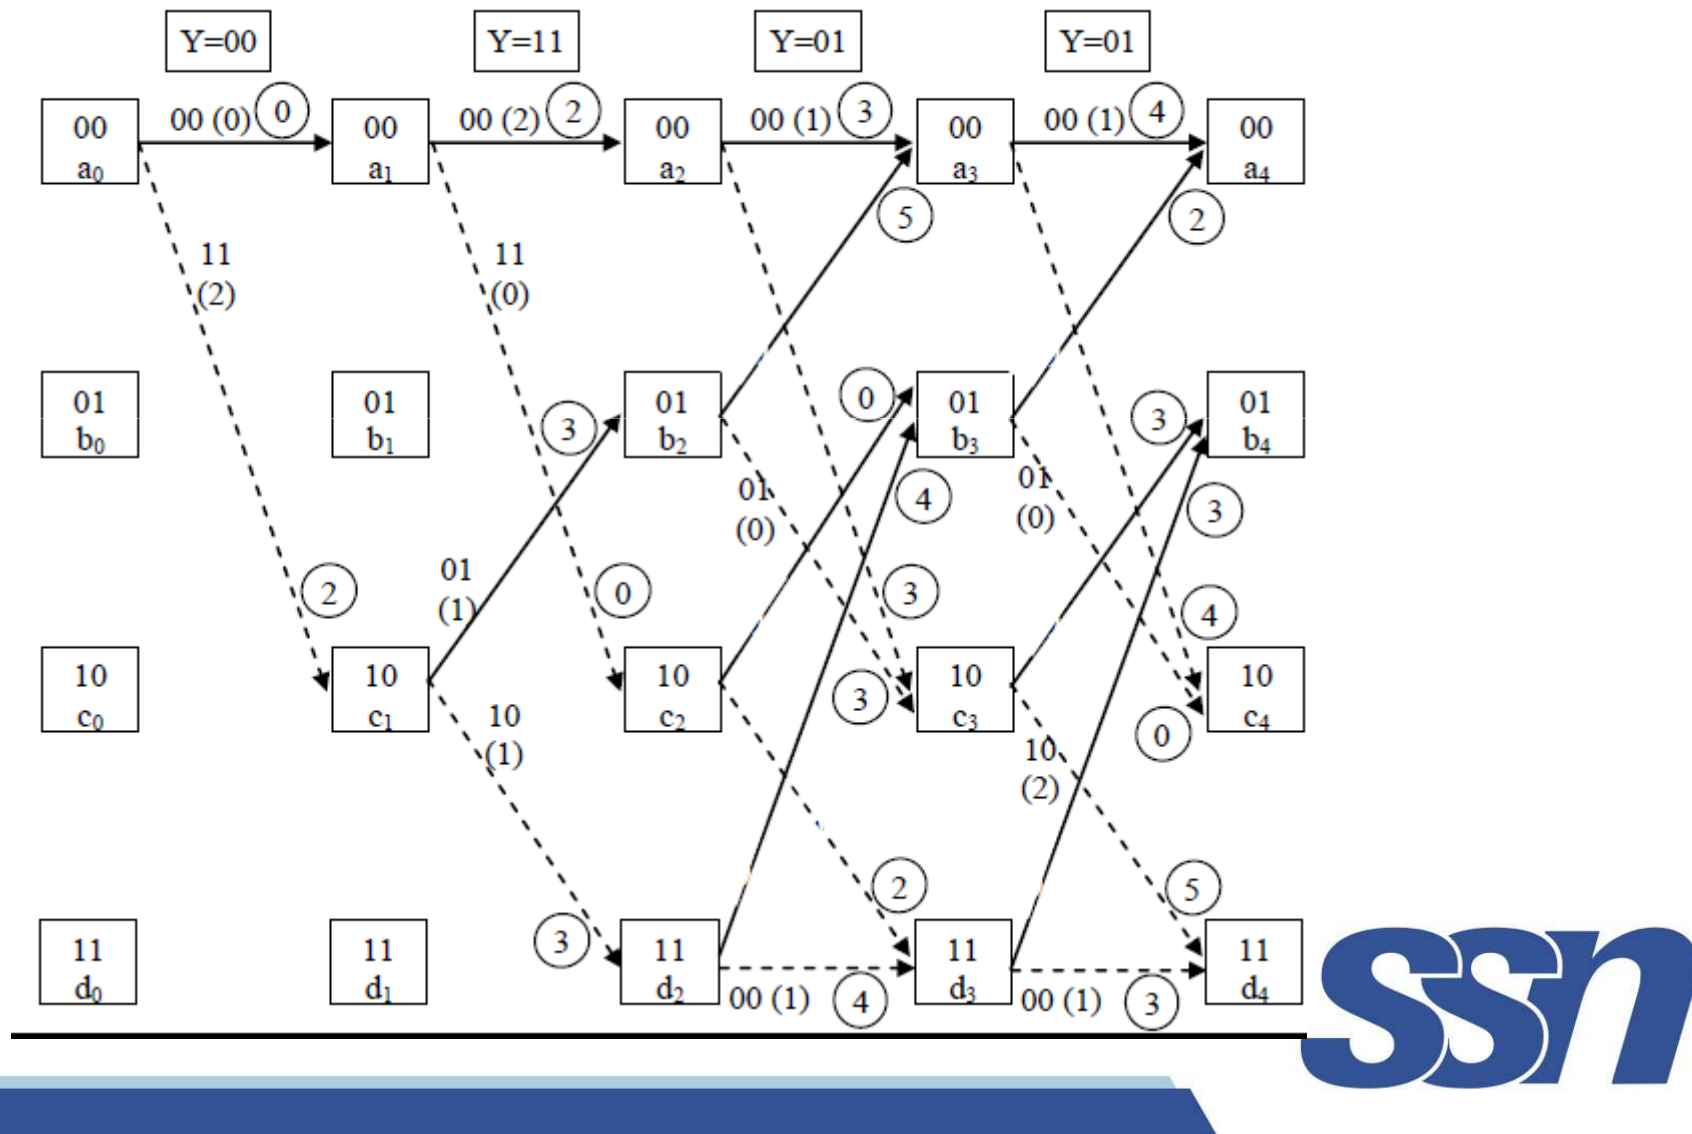 Y=00 Y=11 Y=01 Y=01
00 (0) 0 00 (2) 2 00 (1) 3 00 (1) 4
00 00 00 00 00
a₀ a₁ a₂ a₃ a₄
5 2
11 11
(2) (0)
01 01 01 01 01
b₀ b₁ b₂ b₃ b₄
3 0 3
01 01
(0) (0)
4 3
01
(1)
2 0 3 4
10 10 10 10 10
c₀ c₁ c₂ c₃ c₄
3 0
10 10
(1) (2)
2 5
11 11 11 11 11
d₀ d₁ d₂ d₃ d₄
3
00 (1) 4 00 (1) 3
ssn